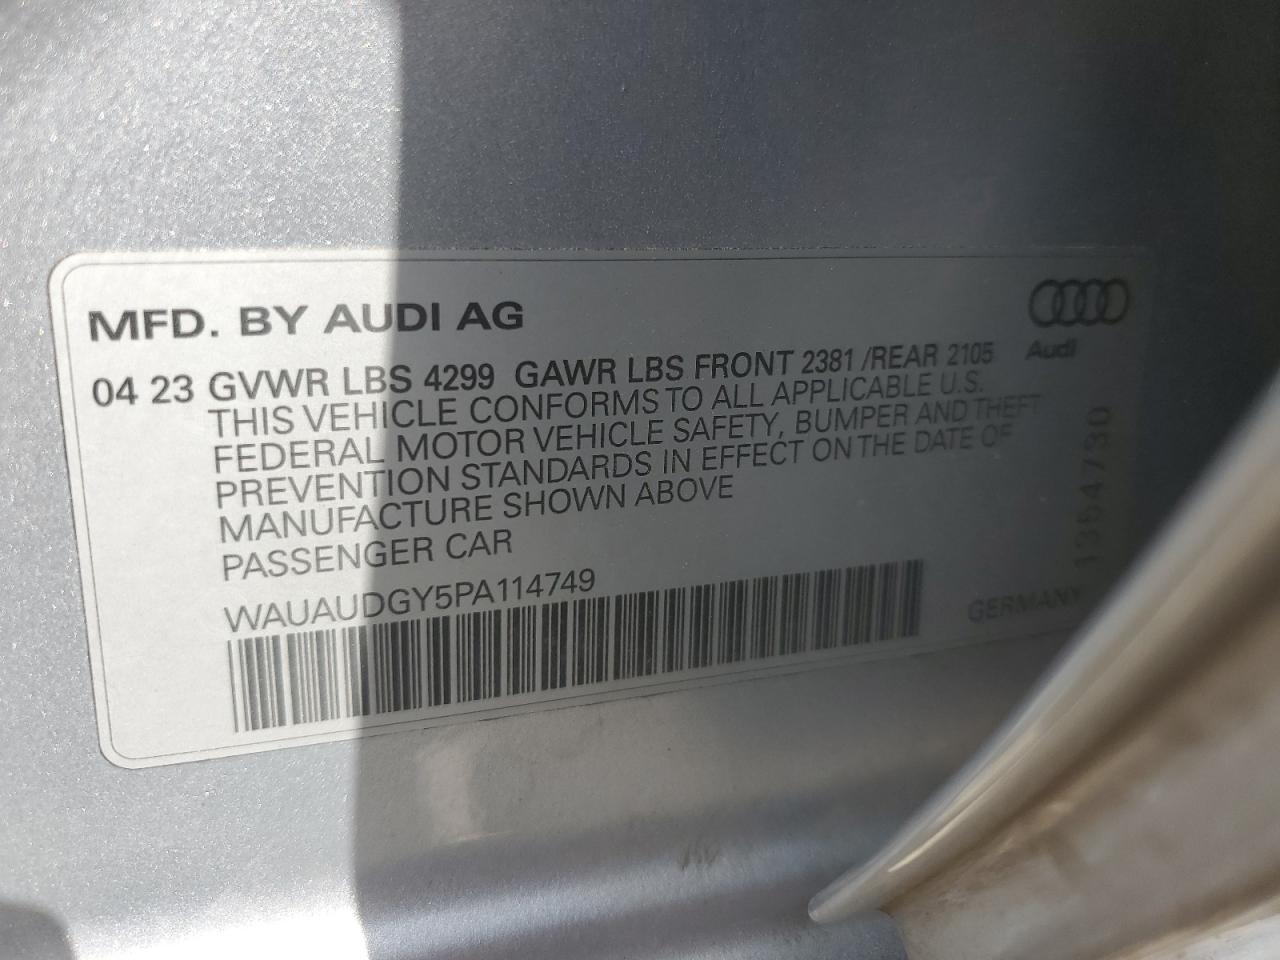 MFD. BY AUDI AG
Audi
04 23 GVWR LBS 4299 GAWR LBS FRONT 2381 /REAR 2105
THIS VEHICLE CONFORMS TO ALL APPLICABLE U.S.
FEDERAL MOTOR VEHICLE SAFETY, BUMPER AND THEFT
PREVENTION STANDARDS IN EFFECT ON THE DATE OF
MANUFACTURE SHOWN ABOVE
PASSENGER CAR
WAUAUDGY5PA114749
GERMANY
1354730